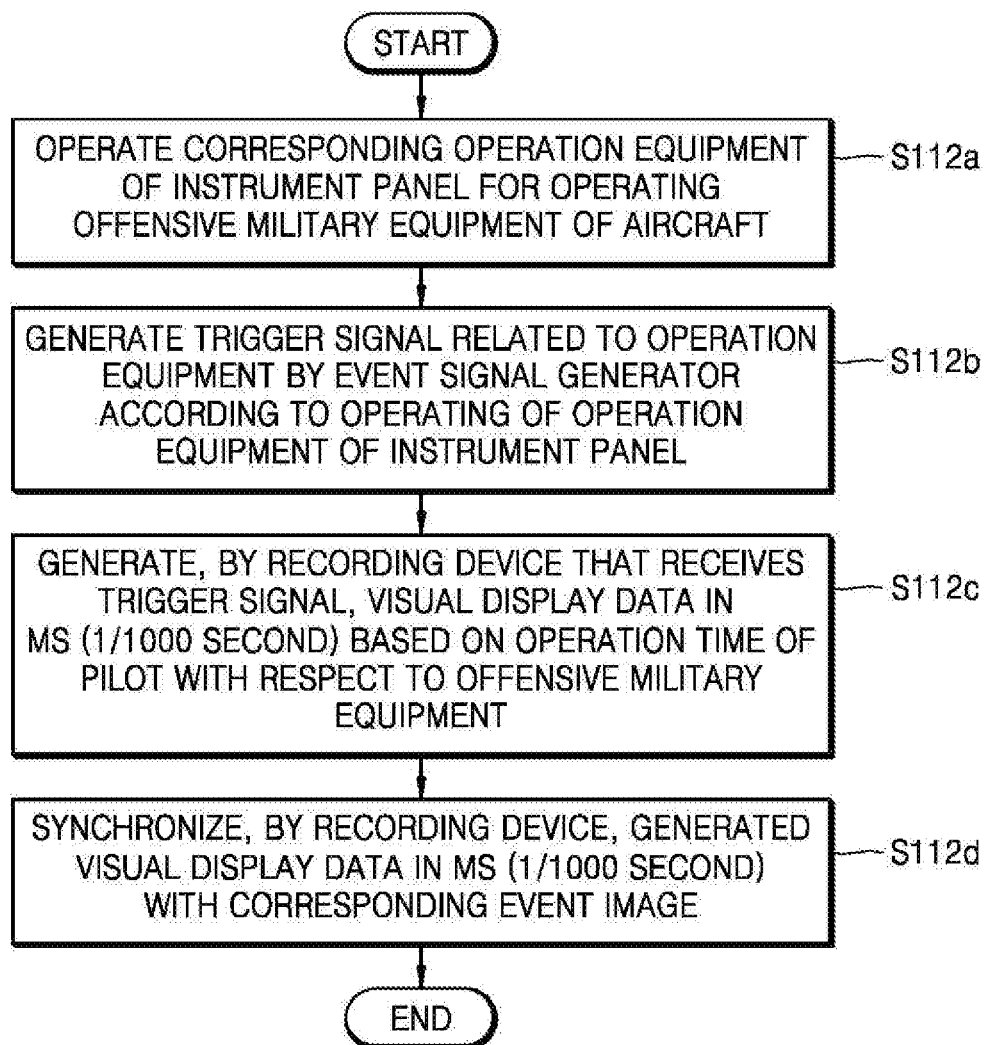 START
OPERATE CORRESPONDING OPERATION EQUIPMENT
OF INSTRUMENT PANEL FOR OPERATING
OFFENSIVE MILITARY EQUIPMENT OF AIRCRAFT
S112a
GENERATE TRIGGER SIGNAL RELATED TO OPERATION
EQUIPMENT BY EVENT SIGNAL GENERATOR
ACCORDING TO OPERATING OF OPERATION
EQUIPMENT OF INSTRUMENT PANEL
S112b
GENERATE, BY RECORDING DEVICE THAT RECEIVES
TRIGGER SIGNAL, VISUAL DISPLAY DATA IN
MS (1/1000 SECOND) BASED ON OPERATION TIME OF
PILOT WITH RESPECT TO OFFENSIVE MILITARY
EQUIPMENT
S112c
SYNCHRONIZE, BY RECORDING DEVICE, GENERATED
VISUAL DISPLAY DATA IN MS (1/1000 SECOND)
WITH CORRESPONDING EVENT IMAGE
S112d
END